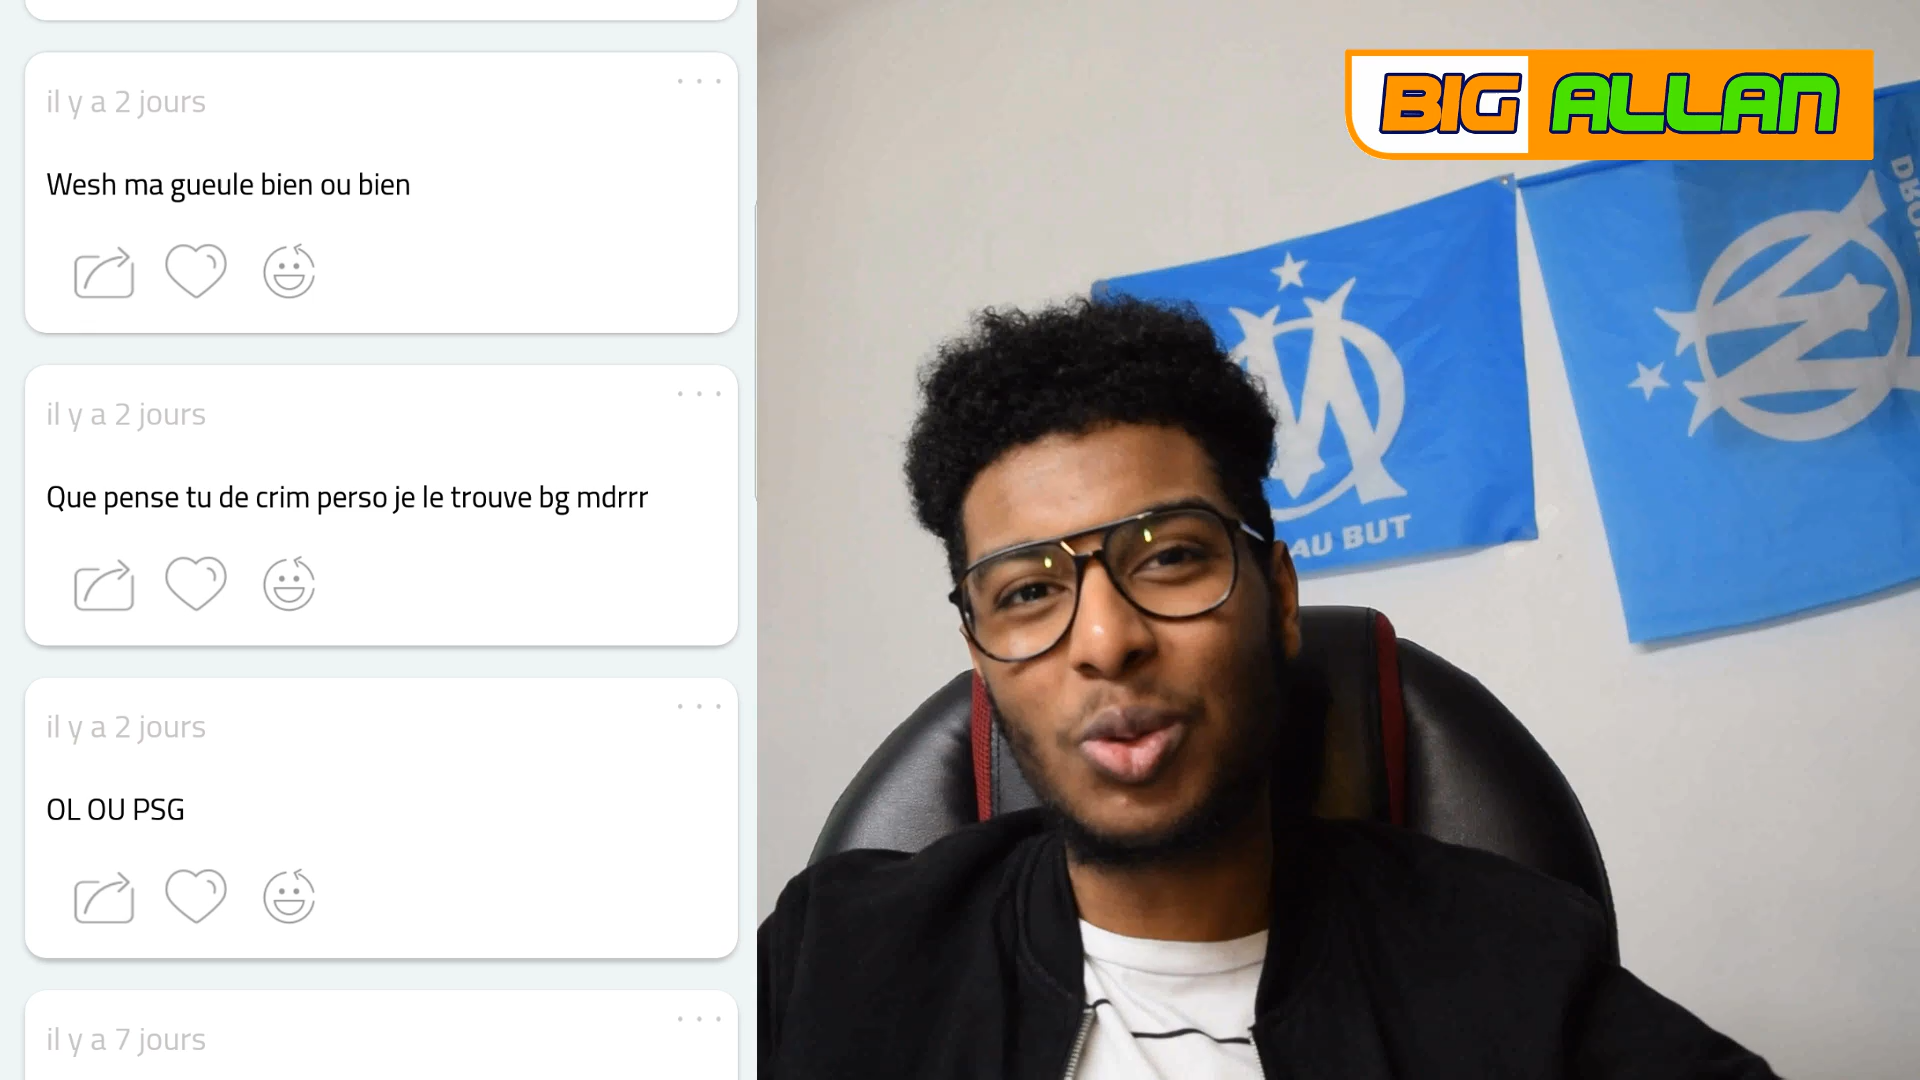 il y a 2 jours
Wesh ma gueule bien ou bien
il y a 2 jours
Que pense tu de crim perso je le trouve bg mdrrr
il y a 2 jours
OL OU PSG
il y a 7 jours
BIG ALLAN
AU BUT